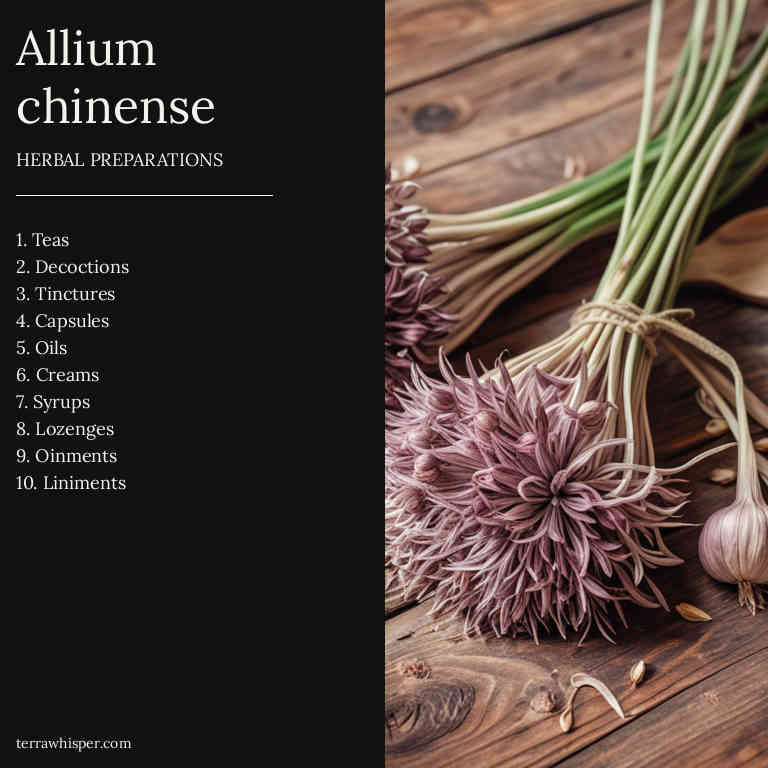 Allium
chinense
HERBAL PREPARATIONS
1. Teas
2. Decoctions
3. Tinctures
4. Capsules
5. Oils
6. Creams
7. Syrups
8. Lozenges
9. Oinments
10. Liniments
terrawhisper.com